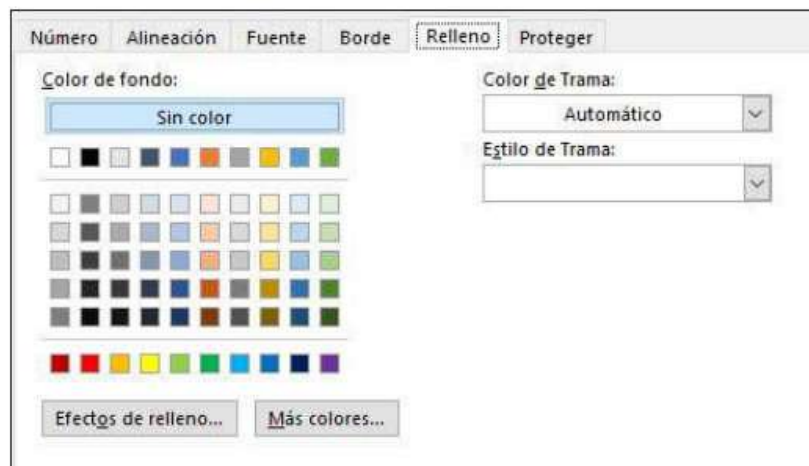 Número Alineación Fuente Borde Relleno Proteger
Color de fondo:
Sin color
Color de Trama:
Automático
Estilo de Trama:
Efectos de relleno...
Más colores...